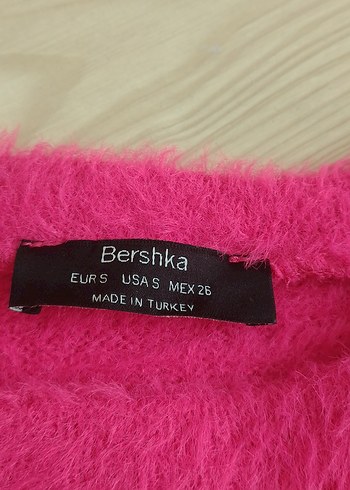 Bershka
EUR S USA S MEX 26
MADE IN TURKEY